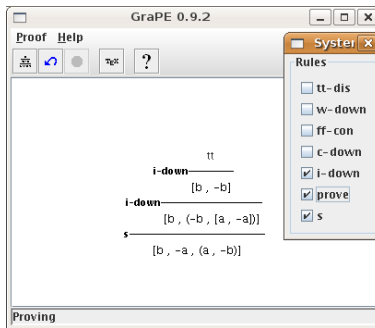 GraPE 0.9.2
Proof Help
TEX ?
System
Rules
tt-dis
w-down
ff-con
c-down
i-down
prove
s
tt
i-down
[b , -b]
i-down
[b , (-b , [a , -a])]
s
[b , -a , (a , -b)]
Proving